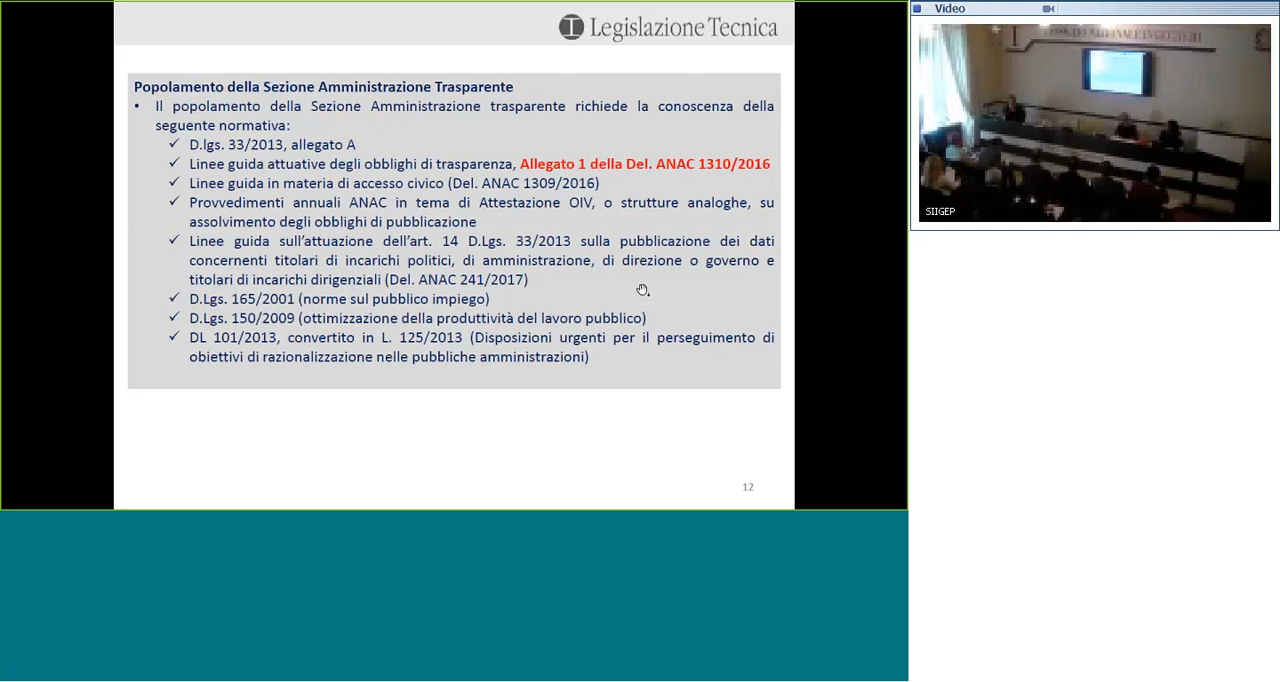 Legislazione Tecnica
Video
Popolamento della Sezione Amministrazione Trasparente
• Il popolamento della Sezione Amministrazione trasparente richiede la conoscenza della
seguente normativa:
✓ D.lgs. 33/2013, allegato A
✓ Linee guida attuative degli obblighi di trasparenza, Allegato 1 della Del. ANAC 1310/2016
✓ Linee guida in materia di accesso civico (Del. ANAC 1309/2016)
✓ Provvedimenti annuali ANAC in tema di Attestazione OIV, o strutture analoghe, su
assolvimento degli obblighi di pubblicazione
✓ Linee guida sull'attuazione dell'art. 14 D.Lgs. 33/2013 sulla pubblicazione dei dati
concernenti titolari di incarichi politici, di amministrazione, di direzione o governo e
titolari di incarichi dirigenziali (Del. ANAC 241/2017)
✓ D.Lgs. 165/2001 (norme sul pubblico impiego)
✓ D.Lgs. 150/2009 (ottimizzazione della produttività del lavoro pubblico)
✓ DL 101/2013, convertito in L. 125/2013 (Disposizioni urgenti per il perseguimento di
obiettivi di razionalizzazione nelle pubbliche amministrazioni)
12
SIIGEP